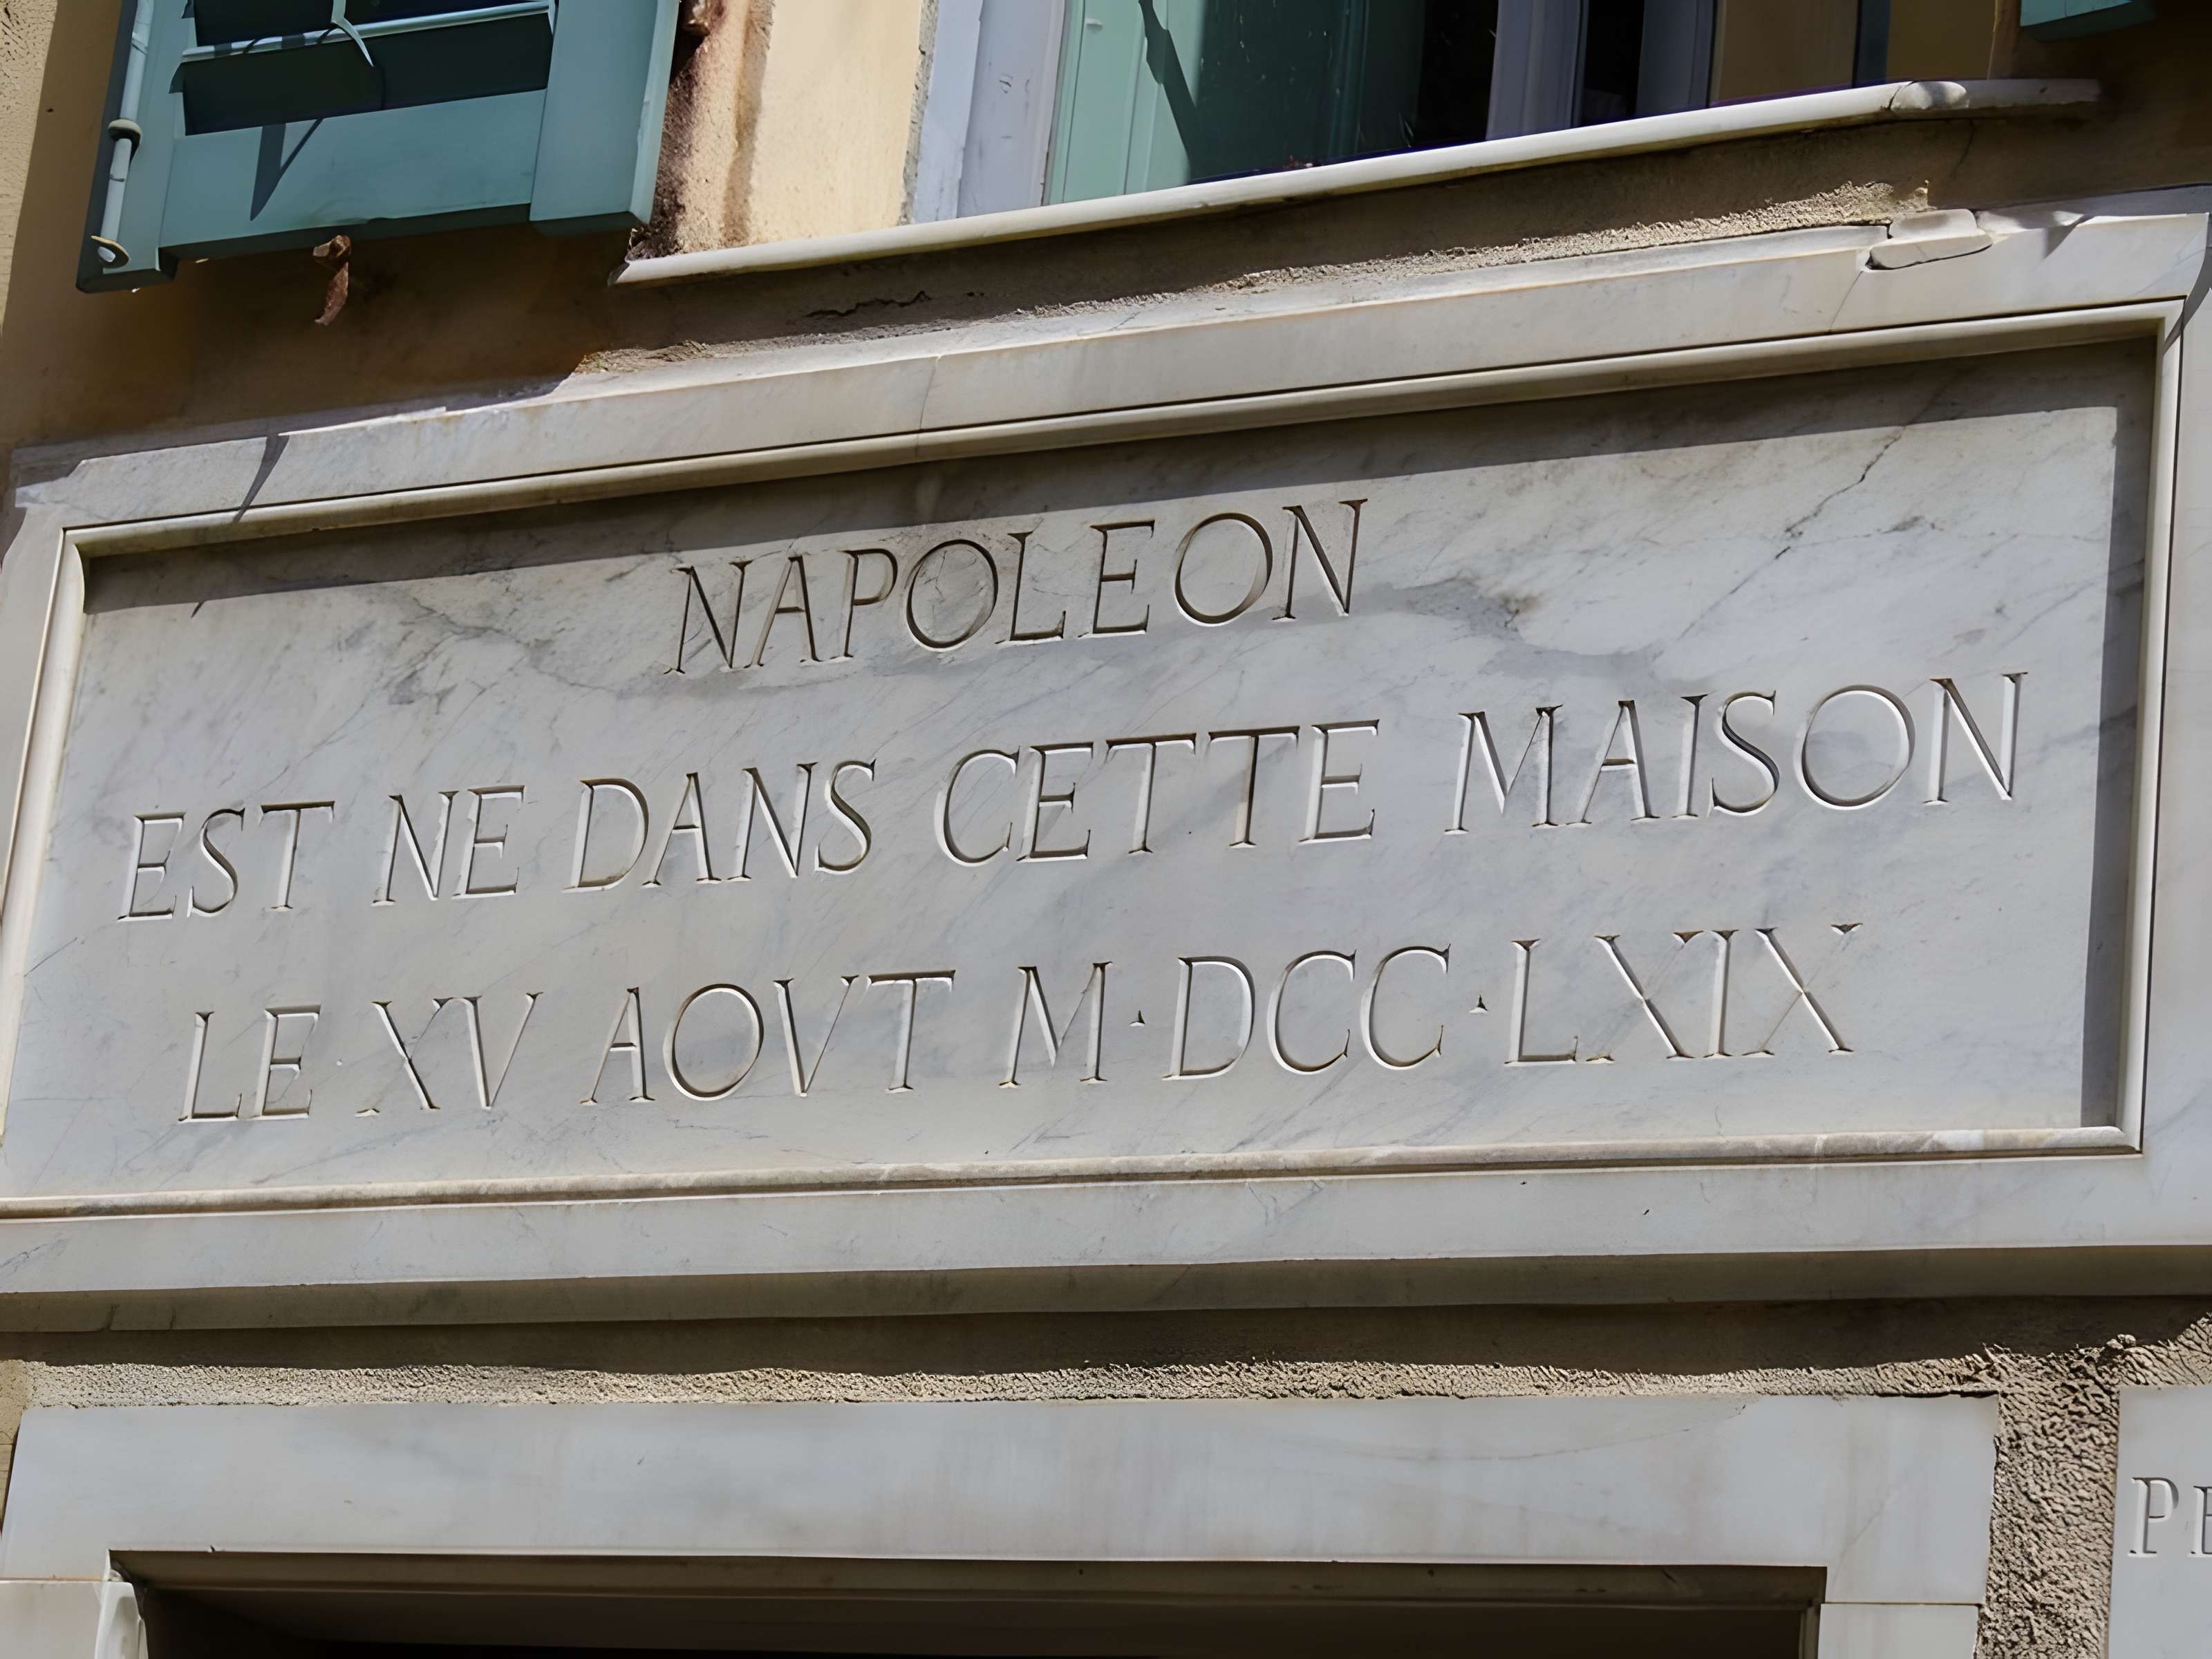 NAPOLEON
EST NE DANS CETTE MAISON
LE XV AOVT M·DCC·LXIX